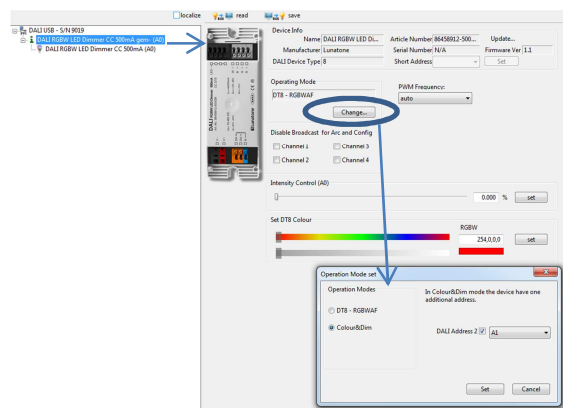 localize read save
DALI USB - S/N 9019
DALI RGBW LED Dimmer CC 500mA gem- (A0)
DALI RGBW LED Dimmer CC 500mA (A0)
Device Info
Name DALI RGBW LED Di... Article Number 86458912-500... Update...
Manufacturer Lunatone Serial Number N/A Firmware Ver 1.1
DALI Device Type 8 Short Address Set
Operating Mode
DT8 - RGBWAF
Change...
PWM Frequency:
auto
Disable Broadcast for Arc and Config
Channel 1 Channel 3
Channel 2 Channel 4
Intensity Control (A0)
0.000 % set
Set DT8 Colour
RGBW
254,0,0,0 set
Operation Mode set
Operation Modes
DT8 - RGBWAF
Colour&Dim
In Colour&Dim mode the device have one
additional address.
DALI Address 2 A1
Set Cancel